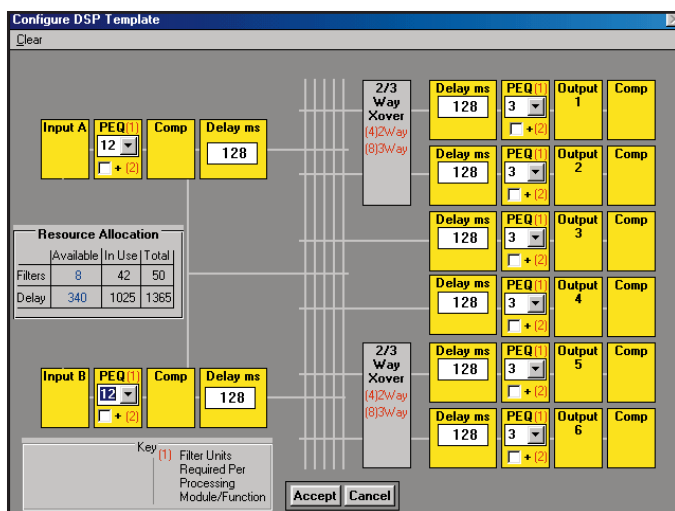 Configure DSP Template
Clear
Input A
PEQ(1)
12
+ (2)
Comp
Delay ms
128
Resource Allocation
Available In Use Total
Filters 8 42 50
Delay 340 1025 1365
Input B
PEQ(1)
12
+ (2)
Comp
Delay ms
128
Key
(1) Filter Units
Required Per
Processing
Module/Function
2/3
Way
Xover
(4)2Way
(8)3Way
Delay ms
128
PEQ(1)
3
+ (2)
Output
1
Comp
Delay ms
128
PEQ(1)
3
+ (2)
Output
2
Comp
Delay ms
128
PEQ(1)
3
+ (2)
Output
3
Comp
Delay ms
128
PEQ(1)
3
+ (2)
Output
4
Comp
2/3
Way
Xover
(4)2Way
(8)3Way
Delay ms
128
PEQ(1)
3
+ (2)
Output
5
Comp
Delay ms
128
PEQ(1)
3
+ (2)
Output
6
Comp
Accept Cancel